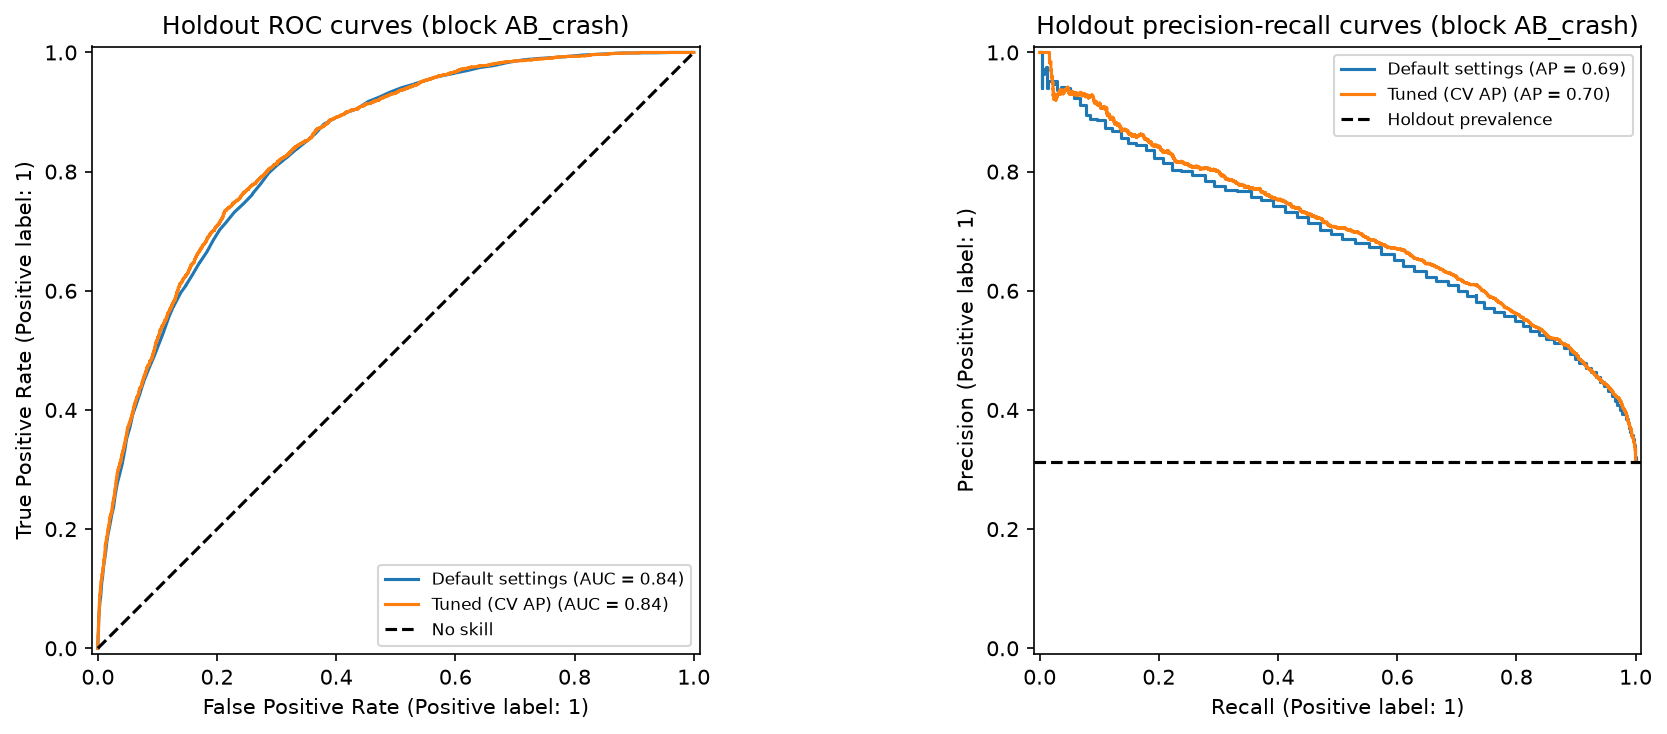 Holdout ROC curves (block AB_crash)
1.0
0.8
0.6
0.4
0.2
0.0
True Positive Rate (Positive label: 1)
Default settings (AUC = 0.84)
Tuned (CV AP) (AUC = 0.84)
No skill
0.0 0.2 0.4 0.6 0.8 1.0
False Positive Rate (Positive label: 1)
Holdout precision-recall curves (block AB_crash)
1.0
0.8
0.6
0.4
0.2
0.0
Precision (Positive label: 1)
Default settings (AP = 0.69)
Tuned (CV AP) (AP = 0.70)
Holdout prevalence
0.0 0.2 0.4 0.6 0.8 1.0
Recall (Positive label: 1)